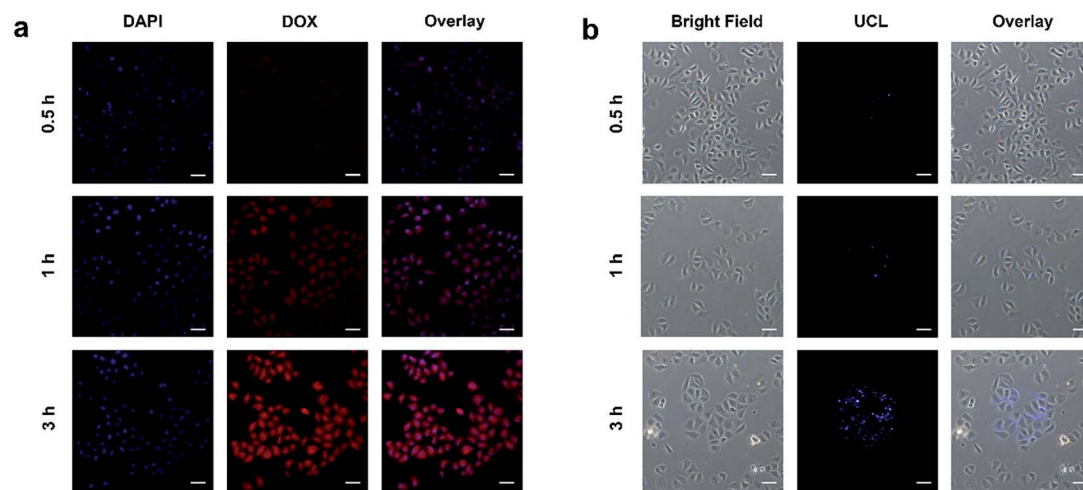 a
DAPI DOX Overlay
0.5 h
1 h
3 h
b
Bright Field UCL Overlay
0.5 h
1 h
3 h